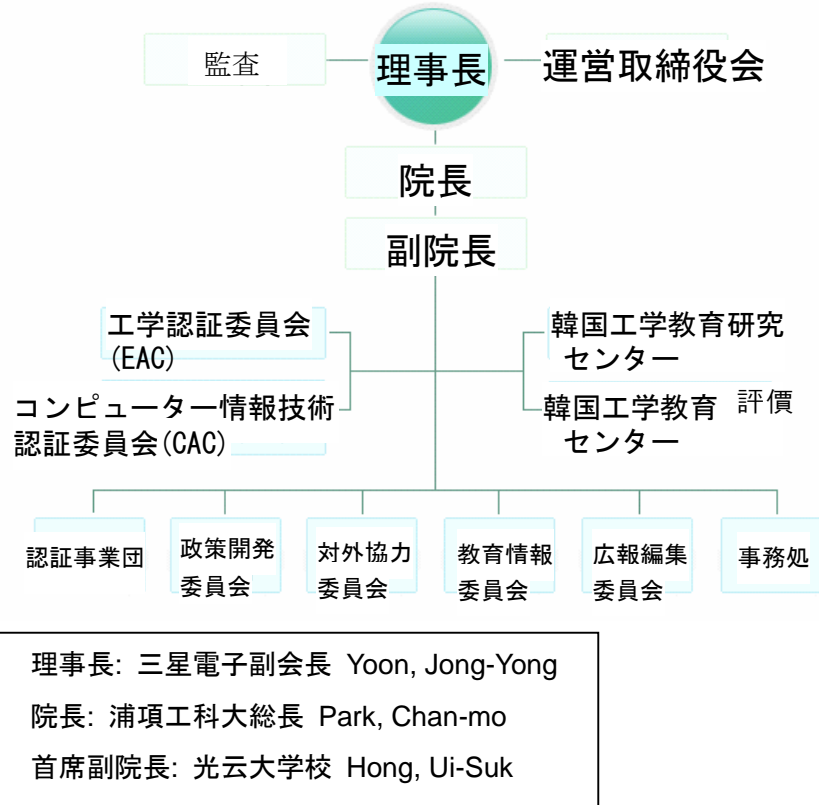 監査
理事長
運営取締役会
院長
副院長
工学認証委員会
(EAC)
韓国工学教育研究
センター
コンピューター情報技術
認証委員会(CAC)
韓国工学教育 評価
センター
認証事業団
政策開発
委員会
対外協力
委員会
教育情報
委員会
広報編集
委員会
事務処
理事長: 三星電子副会長 Yoon, Jong-Yong
院長: 浦項工科大総長 Park, Chan-mo
首席副院長: 光云大学校 Hong, Ui-Suk